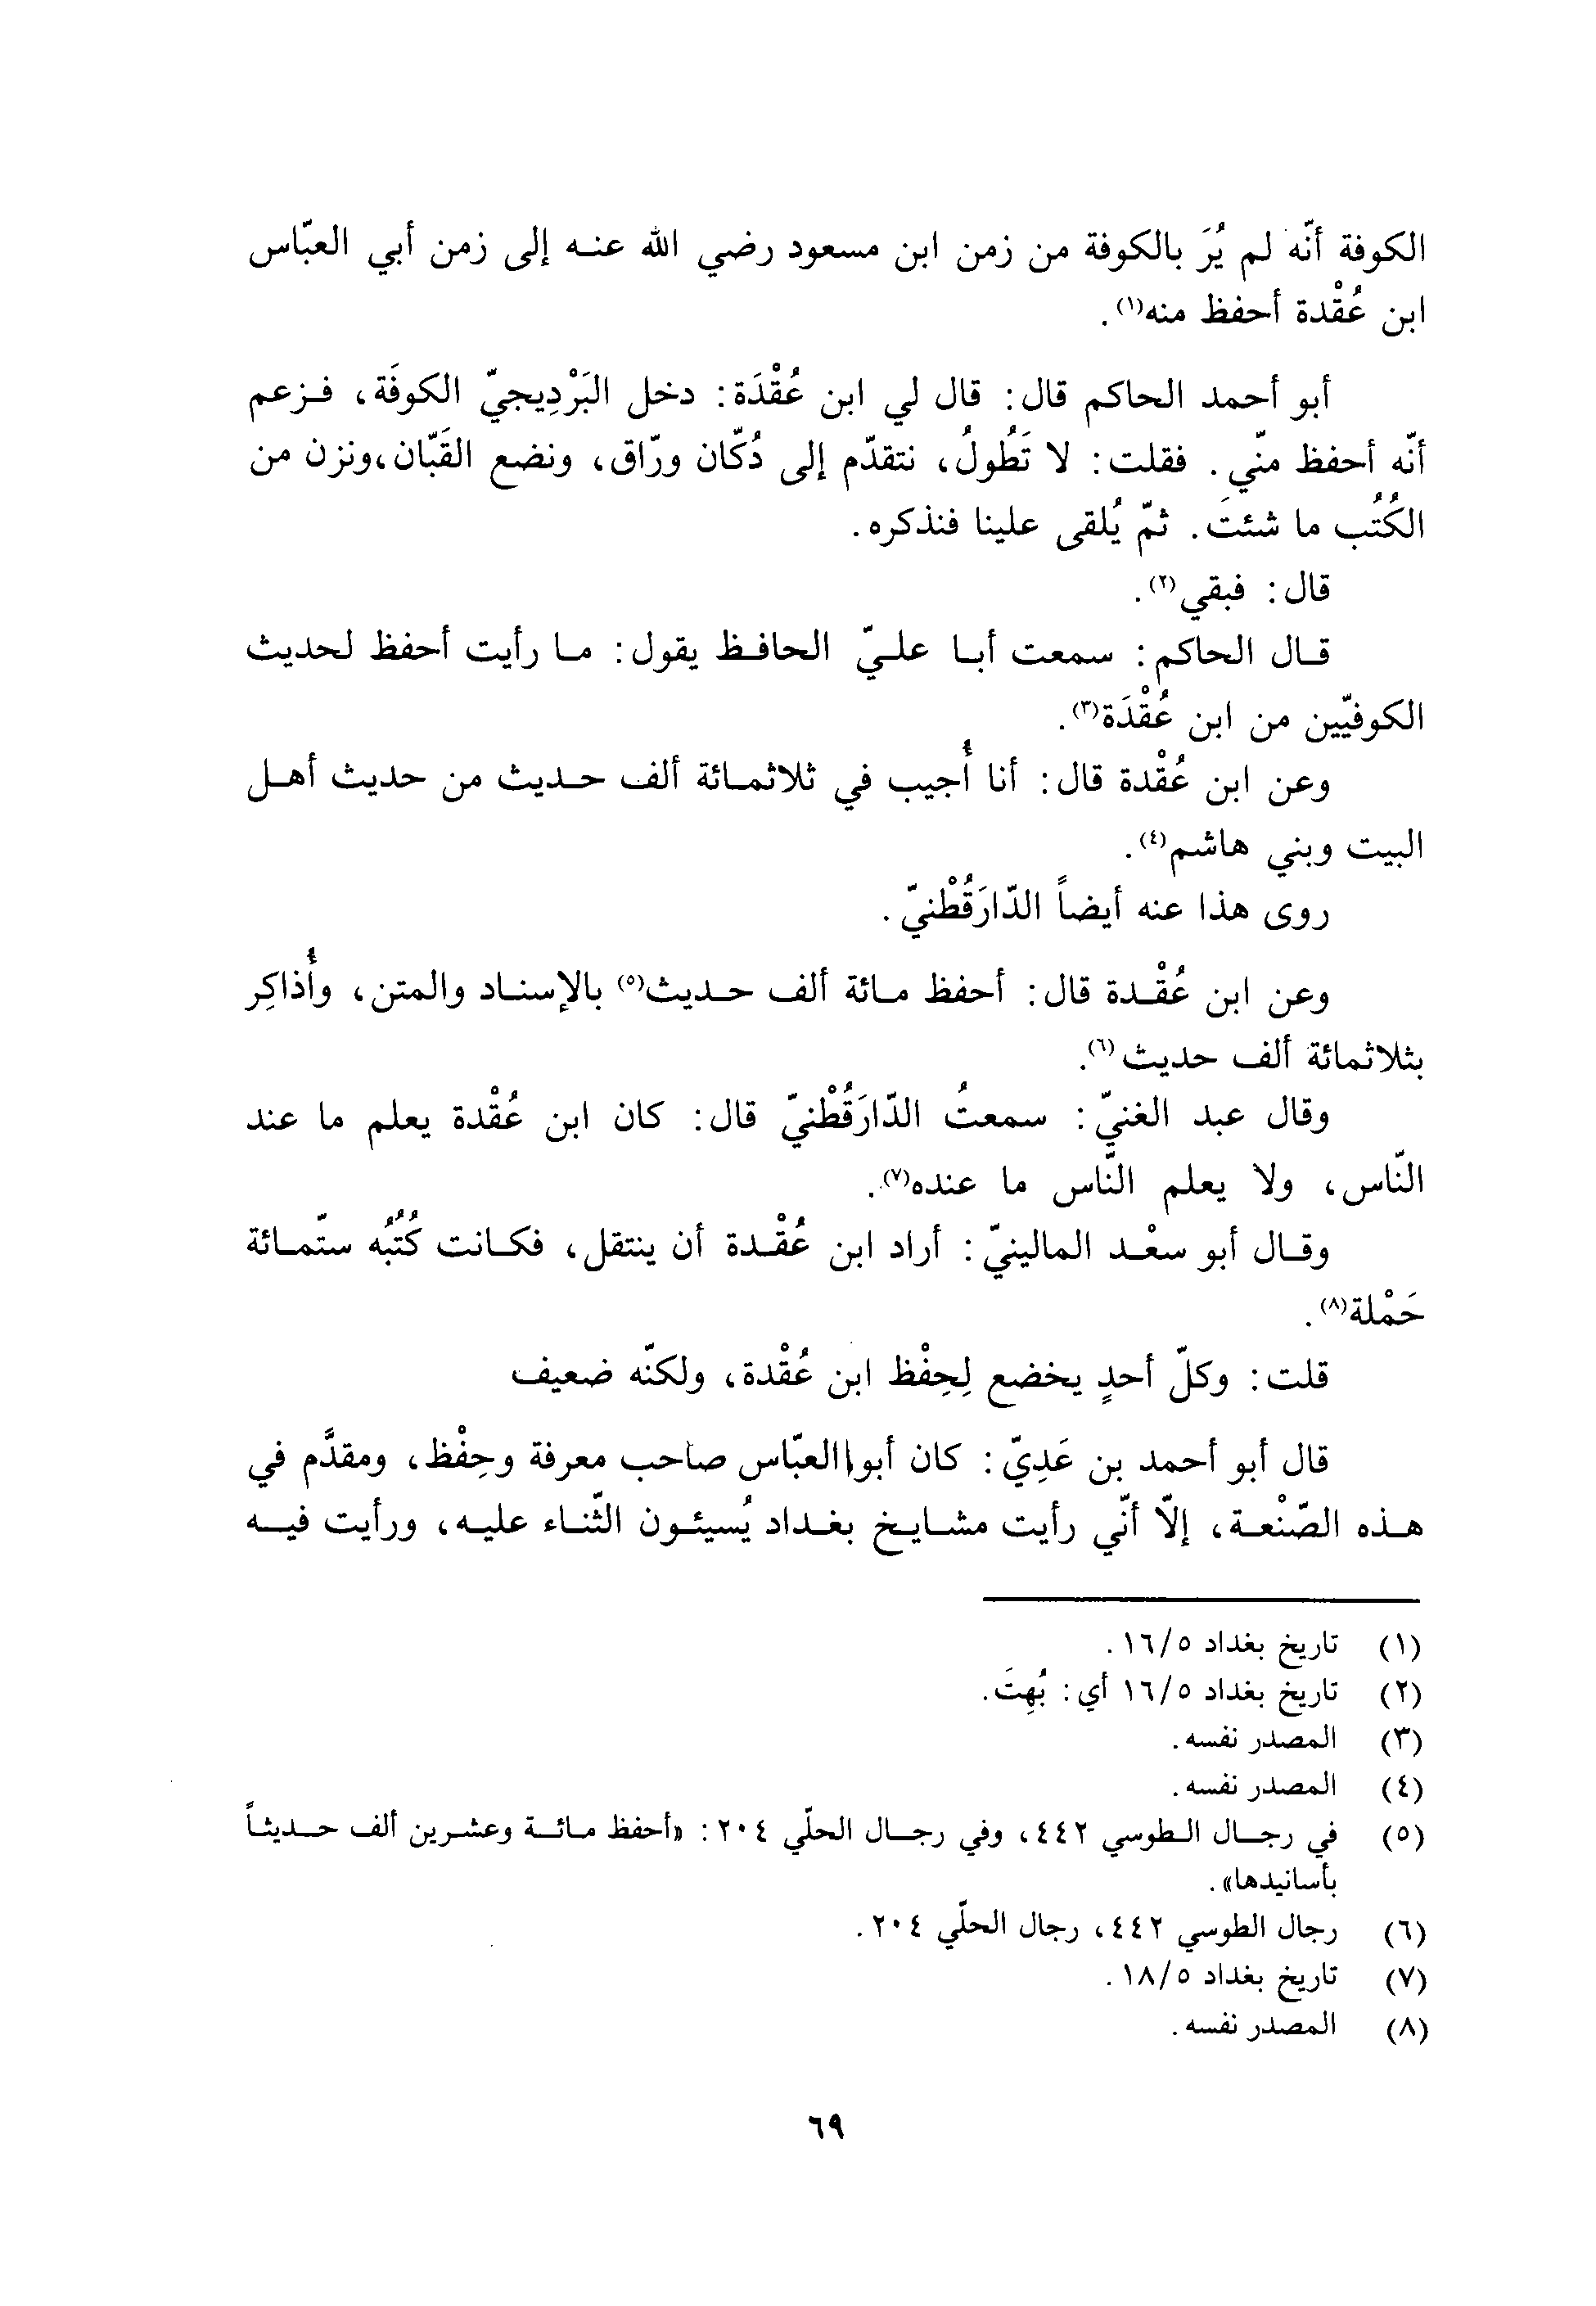 الكوفة أنّه لم يُرَ بالكوفة من زمن ابن مسعود رضي الله عنه إلى زمن أبي العبّاس
ابن عُقْدة أحفظ منه(١).
أبو أحمد الحاكم قال: قال لي ابن عُقْدَة: دخل البَرْدِيجيّ الكوفَة، فزعم
أنّه أحفظ منّي. فقلت: لا تَطُولُ، نتقدّم إلى دُكّان ورّاق، ونضع القَبّان، ونزن من
الكُتُب ما شئتَ. ثمّ يُلقى علينا فنذكره.
قال: فبقي(٢).
قال الحاكم: سمعت أبا عليّ الحافظ يقول: ما رأيت أحفظ لحديث
الكوفيّين من ابن عُقْدَة(٣).
وعن ابن عُقْدة قال: أنا أُجيب في ثلاثمائة ألف حديث من حديث أهل
البيت وبني هاشم(٤).
روى هذا عنه أيضاً الدّارَقُطْنيّ.
وعن ابن عُقْدة قال: أحفظ مائة ألف حديث(٥) بالإسناد والمتن، وأُذاكِر
بثلاثمائة ألف حديث(٦).
وقال عبد الغنيّ: سمعتُ الدّارَقُطْنيّ قال: كان ابن عُقْدة يعلم ما عند
النّاس، ولا يعلم النّاس ما عنده(٧).
وقال أبو سعْد المالينيّ: أراد ابن عُقْدة أن ينتقل، فكانت كُتُبُه ستّمائة
حَمْلة(٨).
قلت: وكلّ أحدٍ يخضع لِحِفْظ ابن عُقْدة، ولكنّه ضعيف
قال أبو أحمد بن عَدِيّ: كان أبو العبّاس صاحب معرفة وحِفْظ، ومقدَّم في
هذه الصّنْعة، إلّا أنّي رأيت مشايخ بغداد يُسيئون الثّناء عليه، ورأيت فيه
(١) تاريخ بغداد ١٦/٥.
(٢) تاريخ بغداد ١٦/٥ أي: بُهِتَ.
(٣) المصدر نفسه.
(٤) المصدر نفسه.
(٥) في رجال الطوسي ٤٤٢، وفي رجال الحلّي ٢٠٤: «أحفظ مائة وعشرين ألف حديثاً
بأسانيدها».
(٦) رجال الطوسي ٤٤٢، رجال الحلّي ٢٠٤.
(٧) تاريخ بغداد ١٨/٥.
(٨) المصدر نفسه.
٦٩